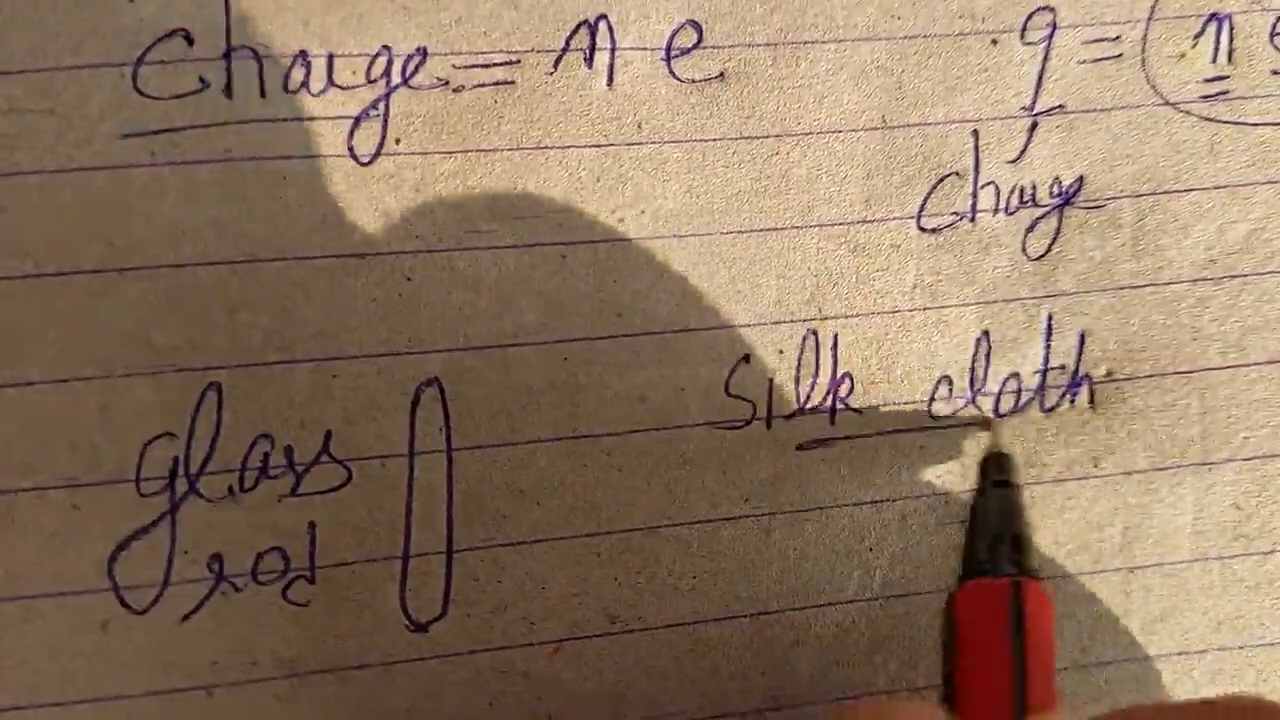 Charge = n e
q = n e
Charge
Silk cloth
glass
rod